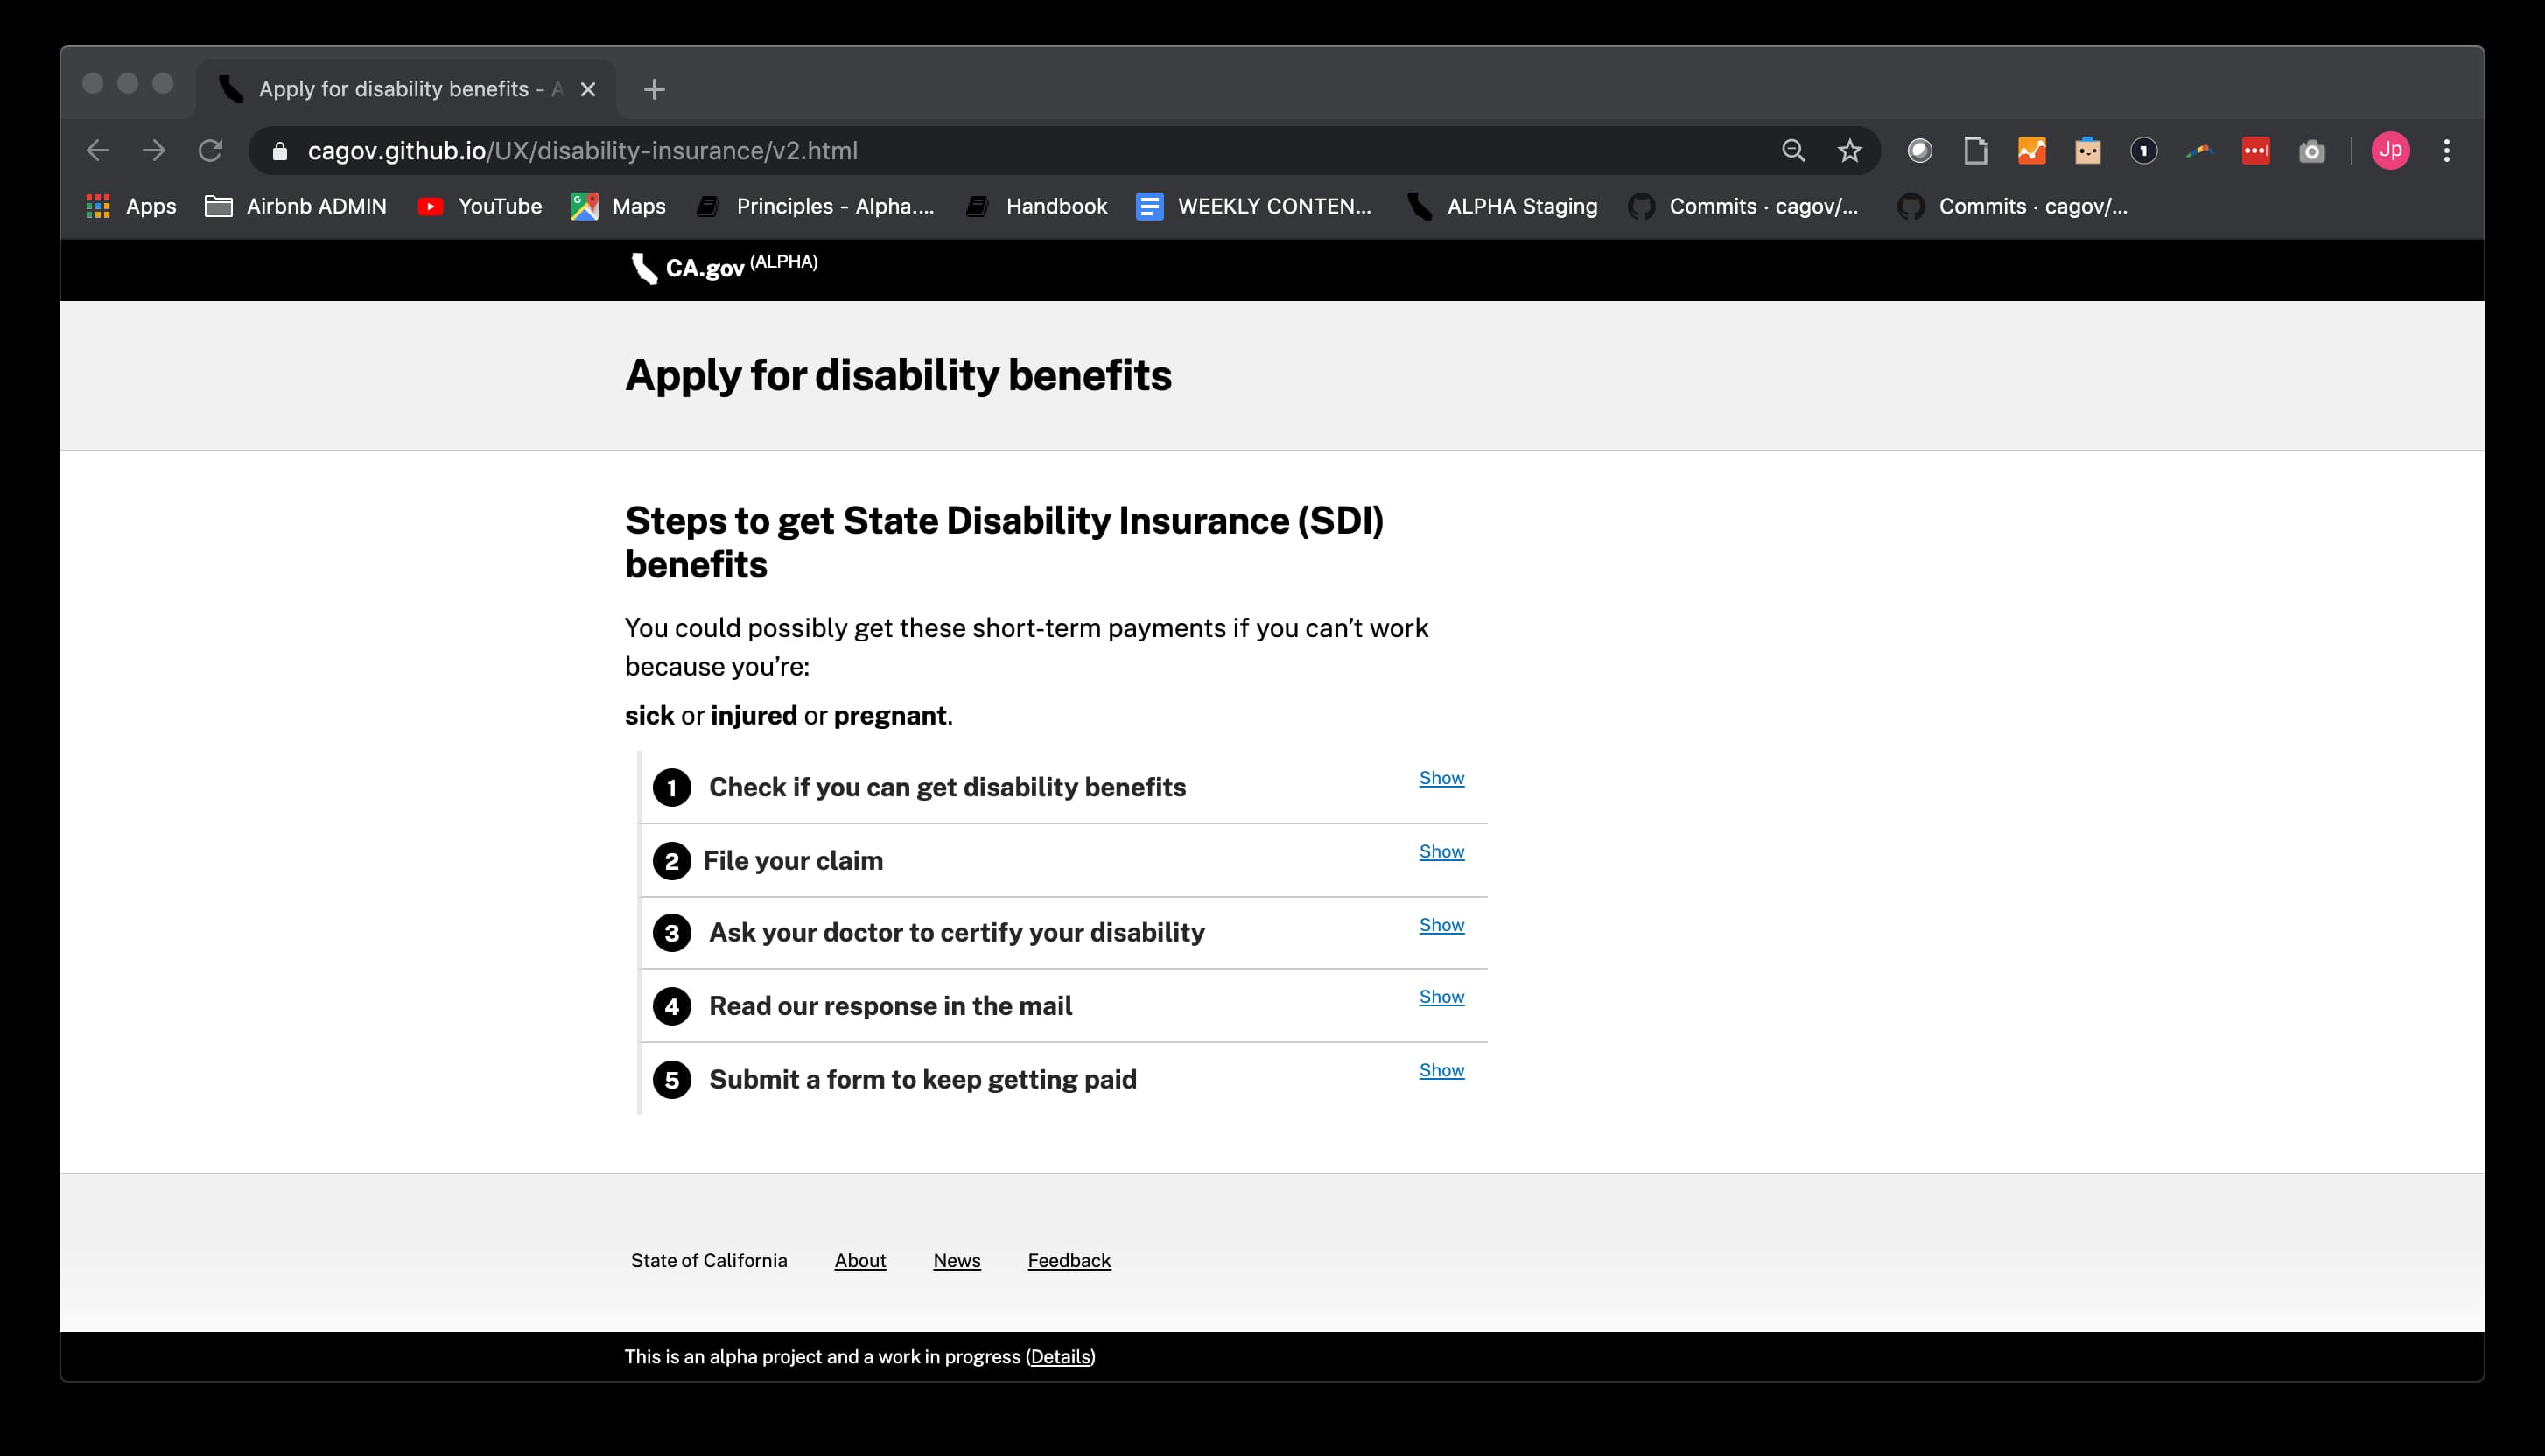 Apply for disability benefits - A
cagov.github.io/UX/disability-insurance/v2.html
1
Jp
Apps
Airbnb ADMIN
YouTube
Maps
Principles - Alpha....
Handbook
WEEKLY CONTEN...
ALPHA Staging
Commits · cagov/...
Commits · cagov/...
CA.gov (ALPHA)
Apply for disability benefits
Steps to get State Disability Insurance (SDI)
benefits
You could possibly get these short-term payments if you can’t work
because you’re:
sick or injured or pregnant.
1 Check if you can get disability benefits Show
2 File your claim Show
3 Ask your doctor to certify your disability Show
4 Read our response in the mail Show
5 Submit a form to keep getting paid Show
State of California About News Feedback
This is an alpha project and a work in progress (Details)